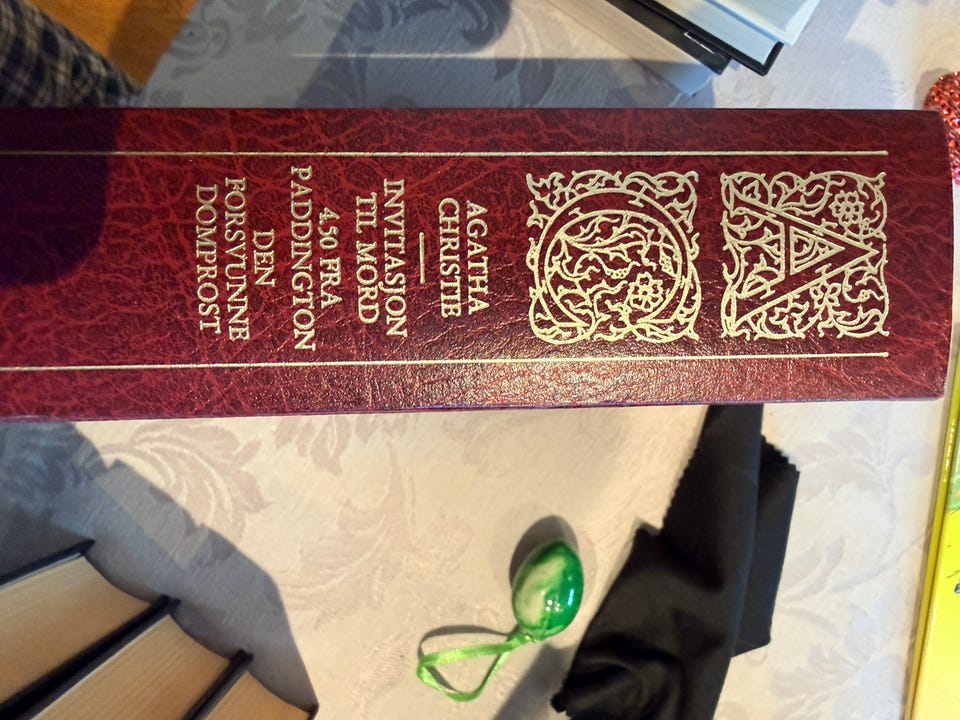 A
C
AGATHA
CHRISTIE
INVITASJON
TIL MORD
4.50 FRA
PADDINGTON
DEN
FORSVUNNE
DOMPROST